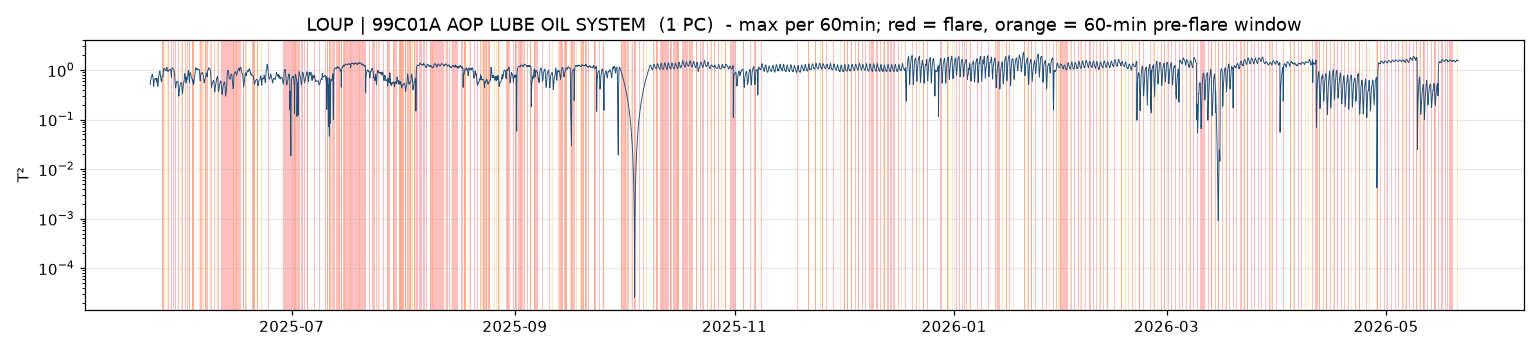 LOUP | 99C01A AOP LUBE OIL SYSTEM  (1 PC)  - max per 60min; red = flare, orange = 60-min pre-flare window
T²
10⁰
10⁻¹
10⁻²
10⁻³
10⁻⁴
2025-07 2025-09 2025-11 2026-01 2026-03 2026-05